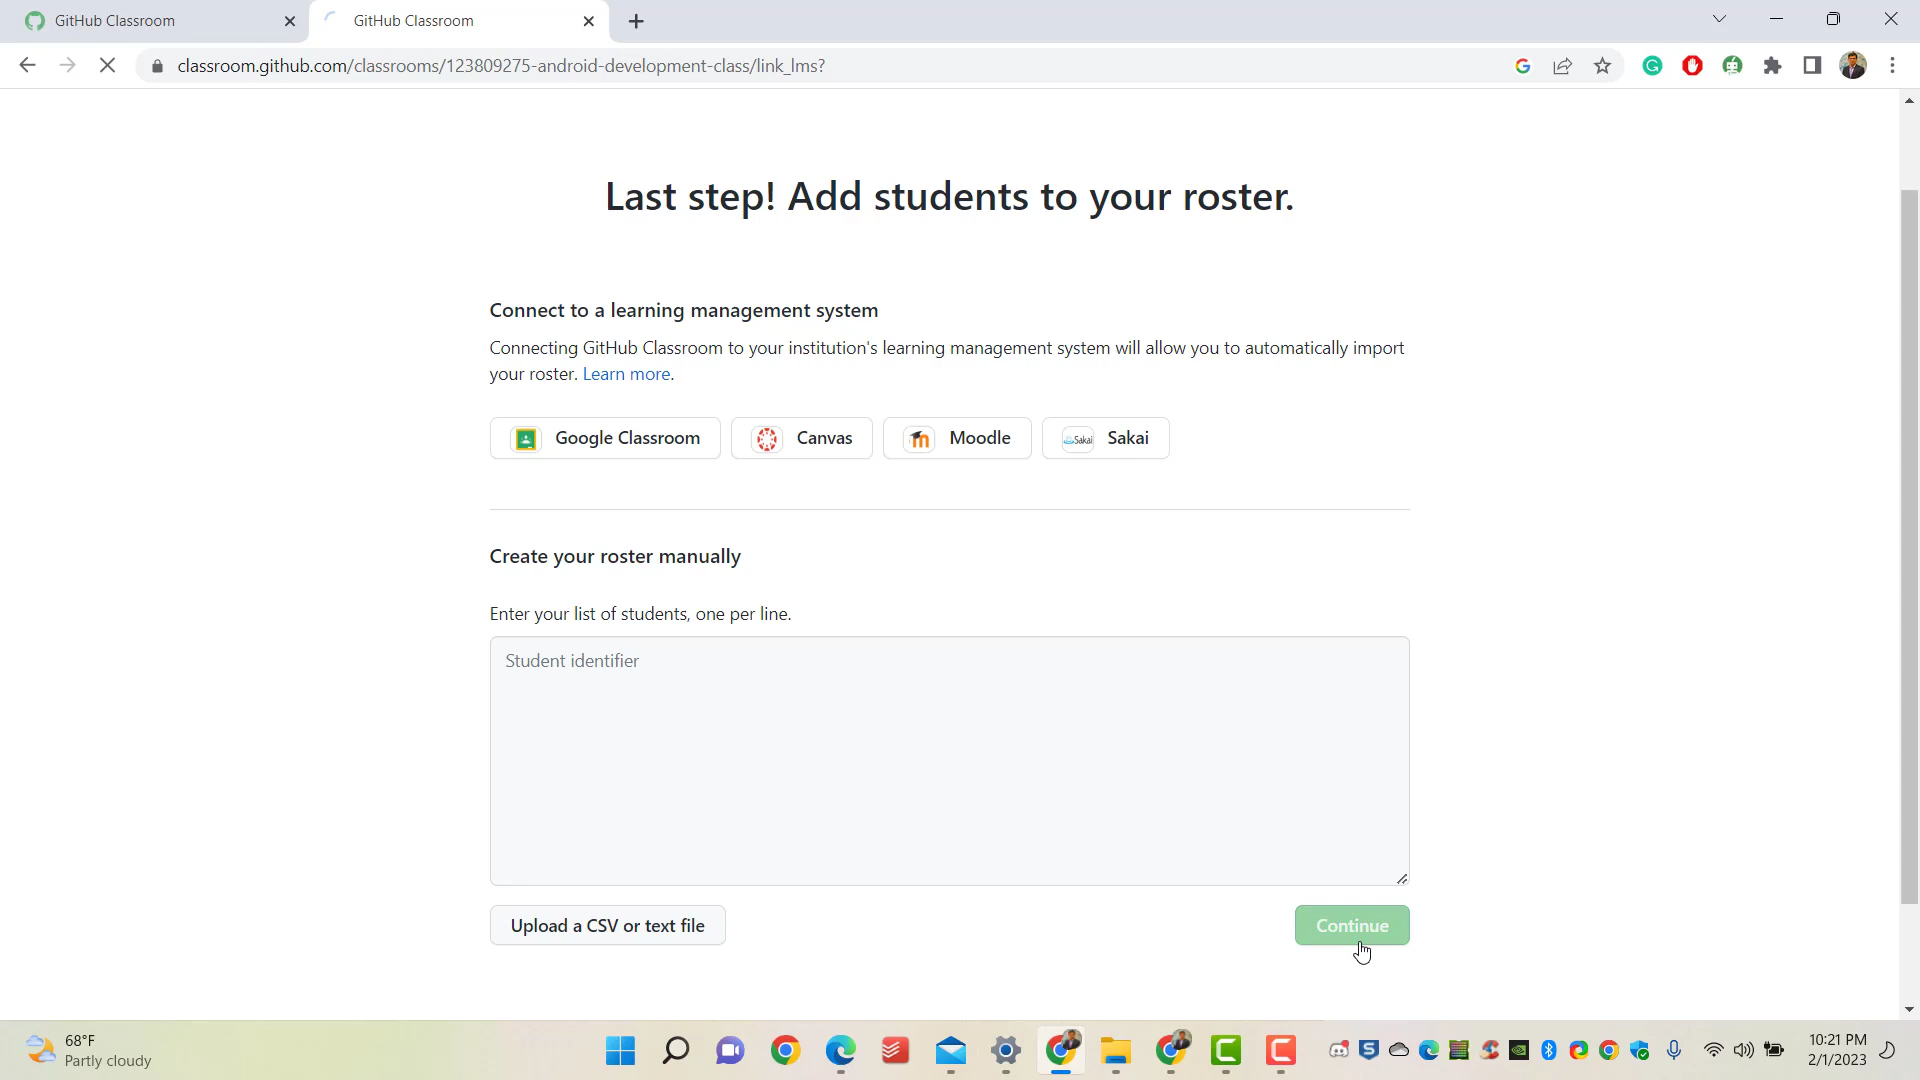 GitHub Classroom
GitHub Classroom
classroom.github.com/classrooms/123809275-android-development-class/link_lms?
Last step! Add students to your roster.
Connect to a learning management system
Connecting GitHub Classroom to your institution's learning management system will allow you to automatically import
your roster. Learn more.
Google Classroom
Canvas
Moodle
Sakai
Sakai
Create your roster manually
Enter your list of students, one per line.
Student identifier
Upload a CSV or text file
Continue
68°F
Partly cloudy
10:21 PM
2/1/2023